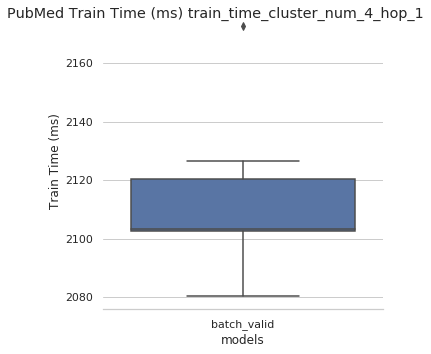 PubMed Train Time (ms) train_time_cluster_num_4_hop_1
2160
2140
2120
2100
2080
Train Time (ms)
batch_valid
models